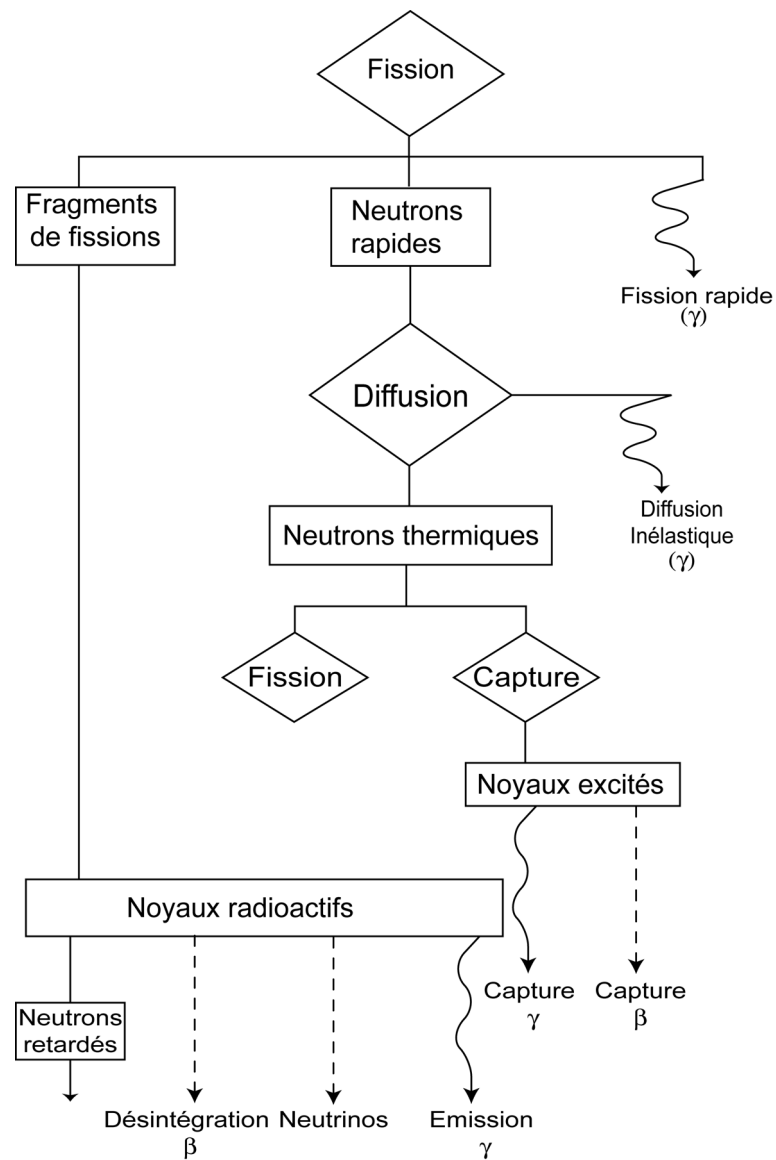 Fission
Fragments
de fissions
Neutrons
rapides
Fission rapide
(γ)
Diffusion
Diffusion
Inélastique
(γ)
Neutrons thermiques
Fission
Capture
Noyaux excités
Noyaux radioactifs
Capture
γ
Capture
β
Neutrons
retardés
Désintégration
β
Neutrinos
Emission
γ